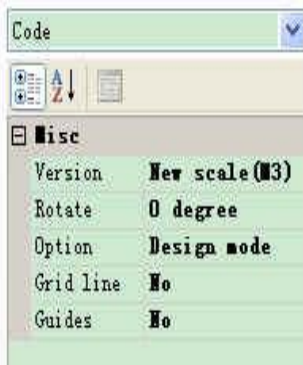 Code
Misc
Version New scale(M3)
Rotate 0 degree
Option Design mode
Grid line No
Guides No